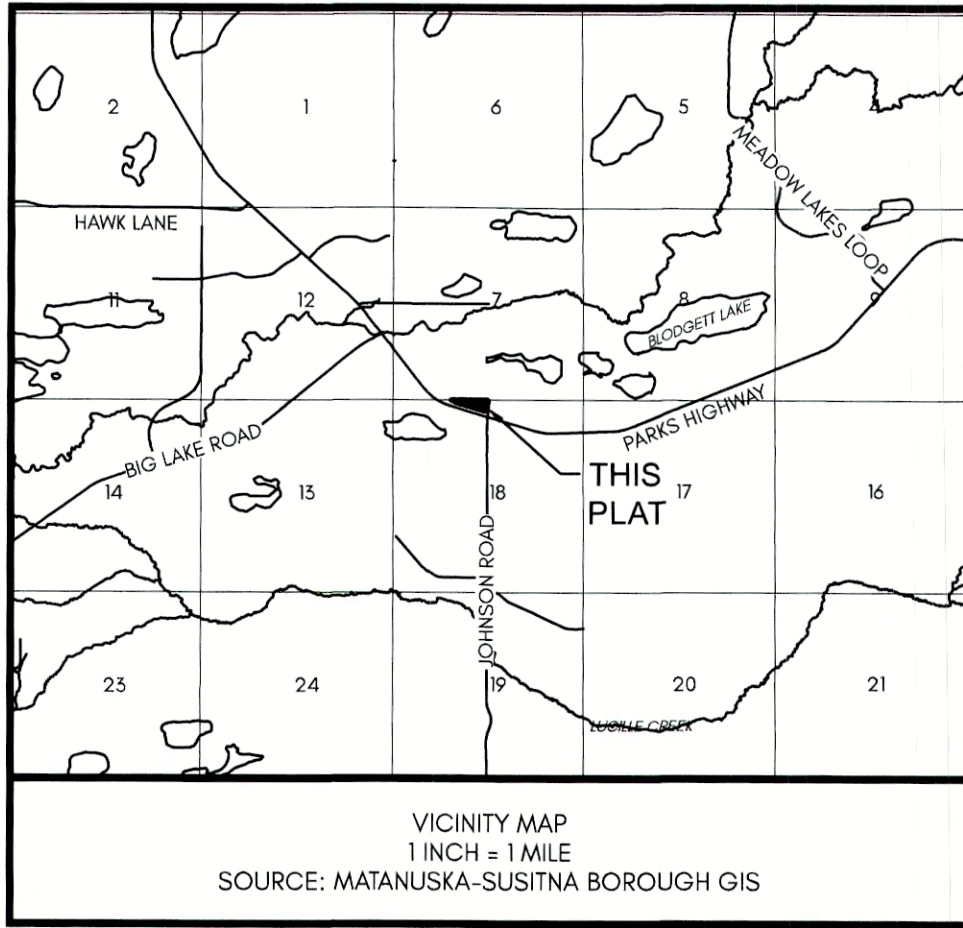 2
1
6
5
4
MEADOW LAKES LOOP
HAWK LANE
11
12
7
8
9
BLODGETT LAKE
BIG LAKE ROAD
PARKS HIGHWAY
THIS
PLAT
14
13
18
17
16
JOHNSON ROAD
23
24
19
20
21
LUCILLE CREEK
VICINITY MAP
1 INCH = 1 MILE
SOURCE: MATANUSKA-SUSITNA BOROUGH GIS